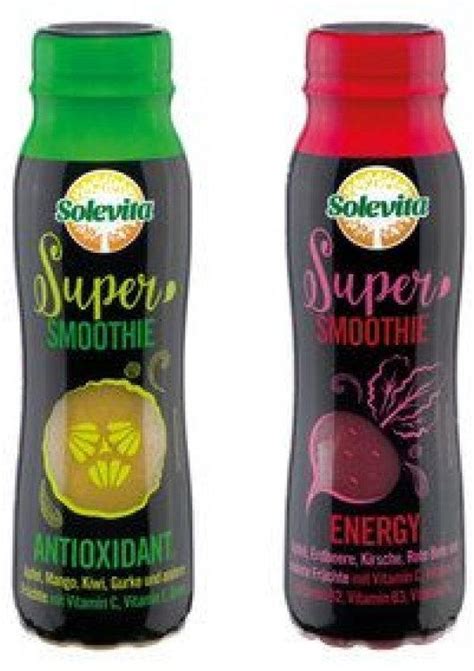 Solevita
Super
SMOOTHIE
ANTIOXIDANT
Apfel, Mango, Kiwi, Gurke und andere
Früchte mit Vitamin C, Vitamin E,
Solevita
Super
SMOOTHIE
ENERGY
Apfel, Erdbeere, Kirsche, Rote Bete und
andere Früchte mit Vitamin C,
B2, Vitamin B3,